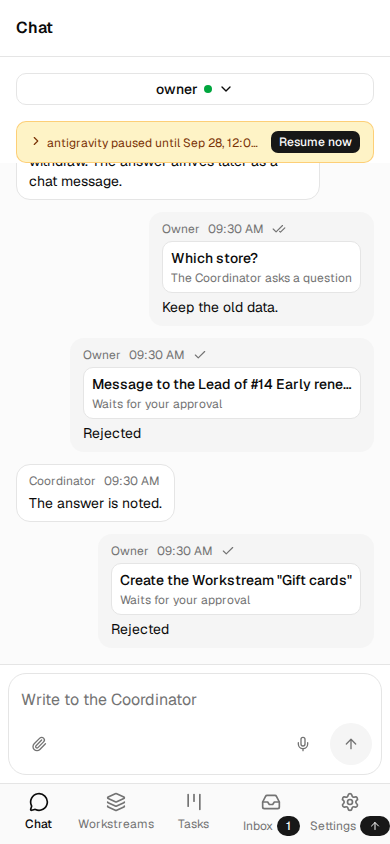 Chat
owner
antigravity paused until Sep 28, 12:0... Resume now
withdraw. The answer arrives later as a
chat message.
Owner 09:30 AM
Which store?
The Coordinator asks a question
Keep the old data.
Owner 09:30 AM
Message to the Lead of #14 Early rene...
Waits for your approval
Rejected
Coordinator 09:30 AM
The answer is noted.
Owner 09:30 AM
Create the Workstream "Gift cards"
Waits for your approval
Rejected
Write to the Coordinator
Chat Workstreams Tasks Inbox 1 Settings